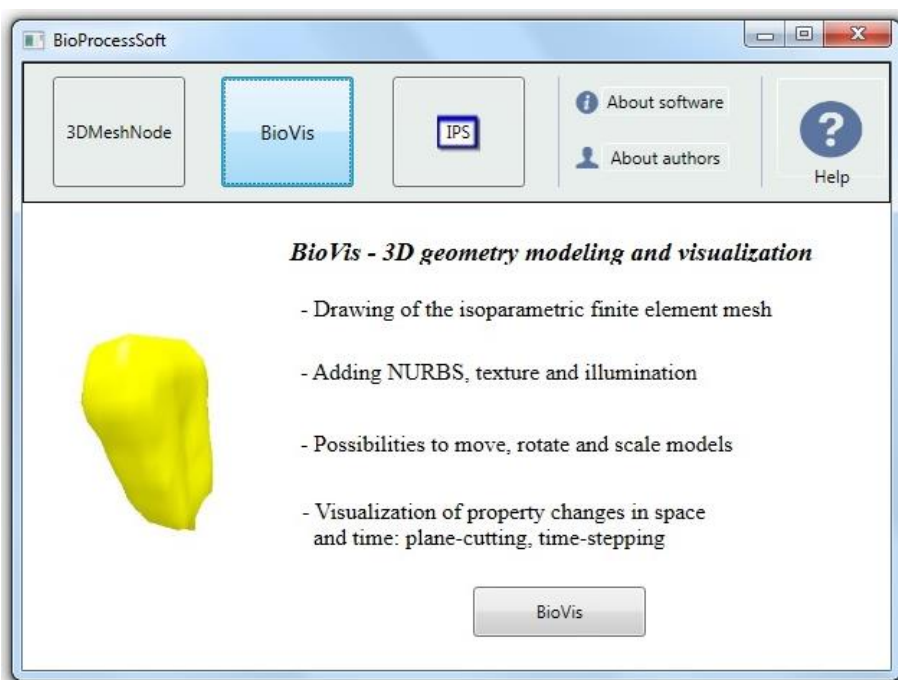 BioProcessSoft
3DMeshNode
BioVis
IPS
About software
About authors
?
Help
BioVis - 3D geometry modeling and visualization
- Drawing of the isoparametric finite element mesh
- Adding NURBS, texture and illumination
- Possibilities to move, rotate and scale models
- Visualization of property changes in space
and time: plane-cutting, time-stepping
BioVis